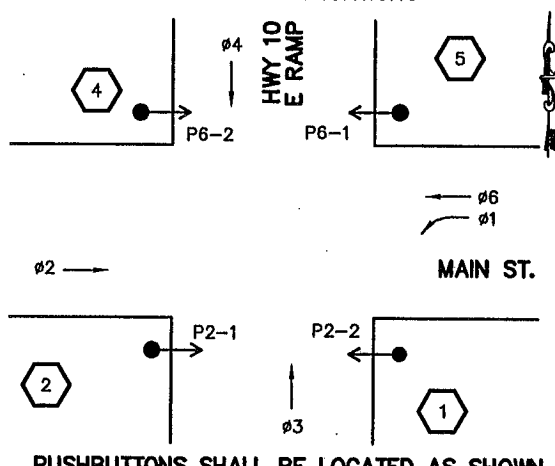 ø4
HWY 10
E RAMP
4
5
P6-2
P6-1
ø6
ø1
ø2
MAIN ST.
P2-1
P2-2
2
1
ø3
PUSHBUTTONS SHALL BE LOCATED AS SHOWN